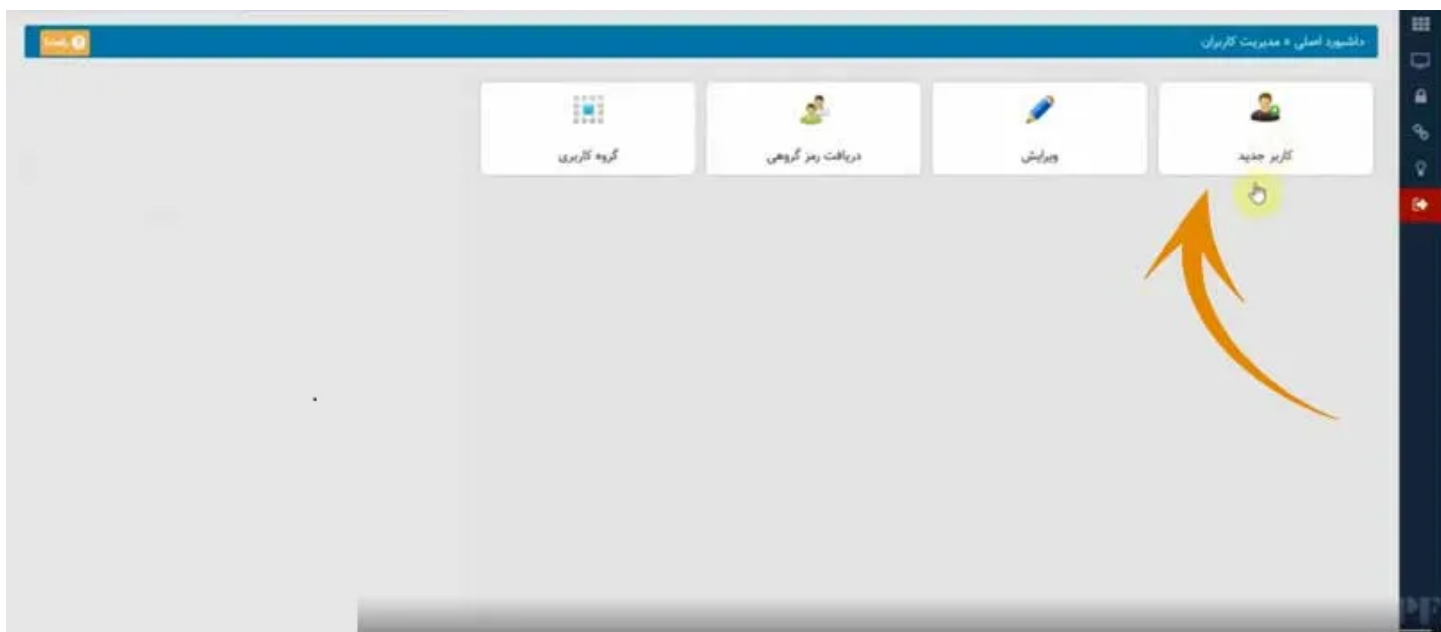 داشبورد اصلی » مدیریت کاربران
راهنما
کاربر جدید
ویرایش
دریافت رمز گروهی
گروه کاربری